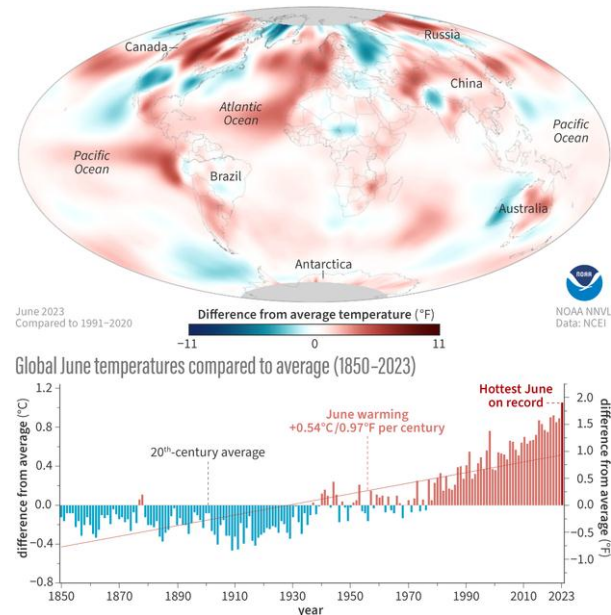 Canada
Russia
China
Atlantic
Ocean
Pacific
Ocean
Pacific
Ocean
Brazil
Australia
Antarctica
NOAA
June 2023
Compared to 1991–2020
Difference from average temperature (°F)
-11 0 11
NOAA NNVL
Data: NCEI
Global June temperatures compared to average (1850–2023)
Hottest June
on record
June warming
+0.54°C/0.97°F per century
20th-century average
difference from average (°C)
1.2
0.8
0.4
0.0
−0.4
−0.8
2.0
1.5
1.0
0.5
0.0
−0.5
−1.0
difference from average (°F)
1850 1870 1890 1910 1930 1950 1970 1990 2010 2023
year